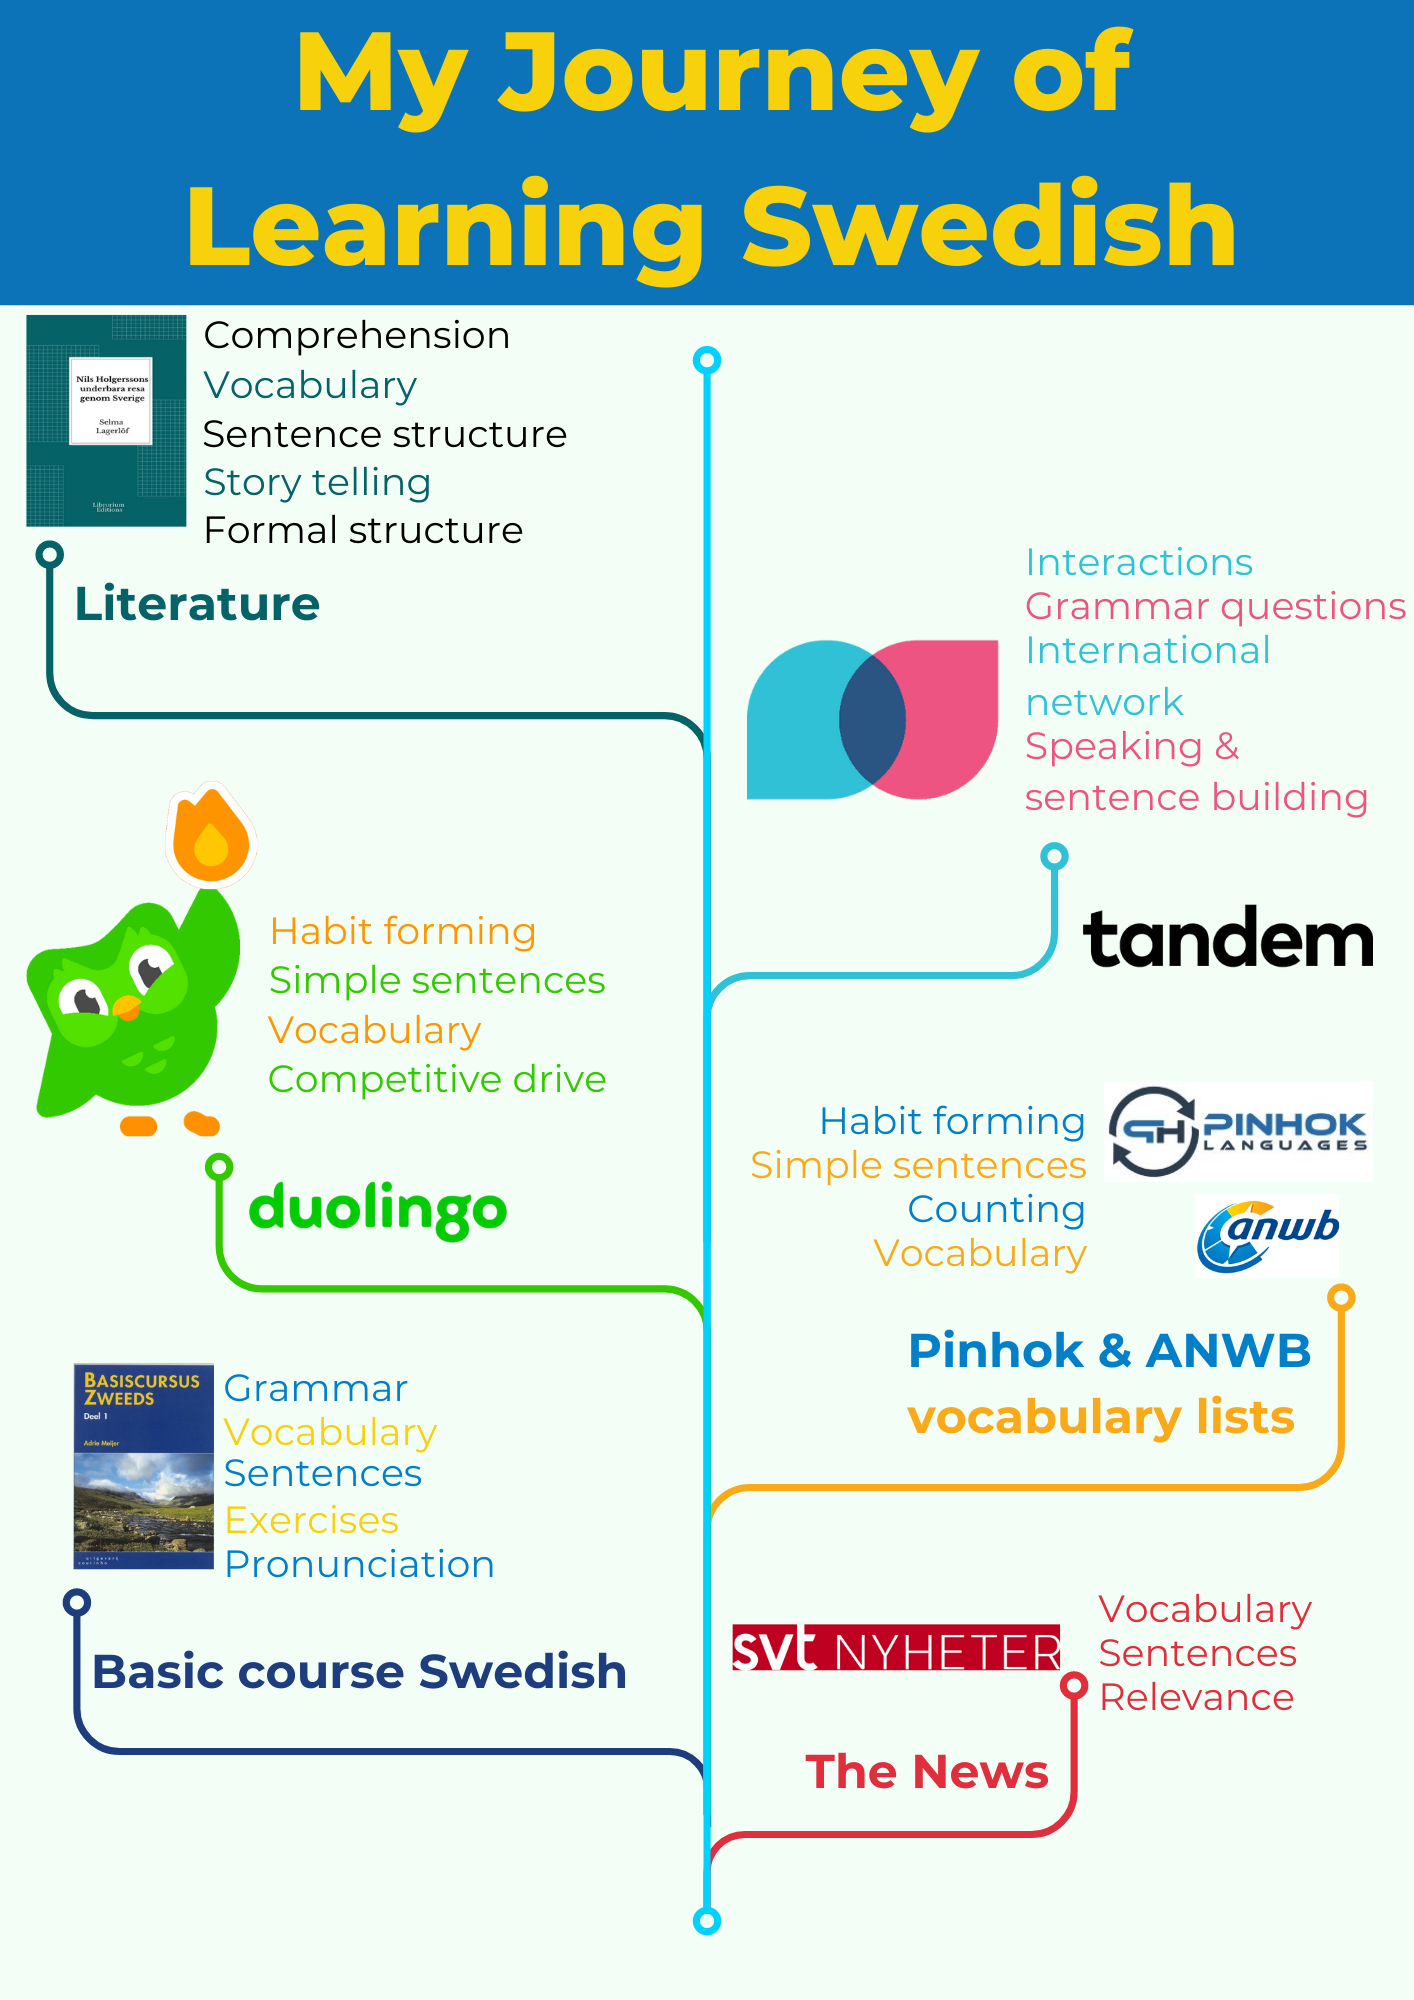 My Journey of
Learning Swedish
Nils Holgerssons
underbara resa
genom Sverige
Selma
Lagerlöf
Librorium
Editions
Comprehension
Vocabulary
Sentence structure
Story telling
Formal structure
Literature
Interactions
Grammar questions
International
network
Speaking &
sentence building
tandem
Habit forming
Simple sentences
Vocabulary
Competitive drive
duolingo
Habit forming
Simple sentences
Counting
Vocabulary
PH PINHOK
LANGUAGES
anwb
Pinhok & ANWB
vocabulary lists
BASISCURSUS
ZWEEDS
Deel 1
Adrie Meijer
uitgeverij
coutinho
Grammar
Vocabulary
Sentences
Exercises
Pronunciation
Basic course Swedish
svt NYHETER
Vocabulary
Sentences
Relevance
The News